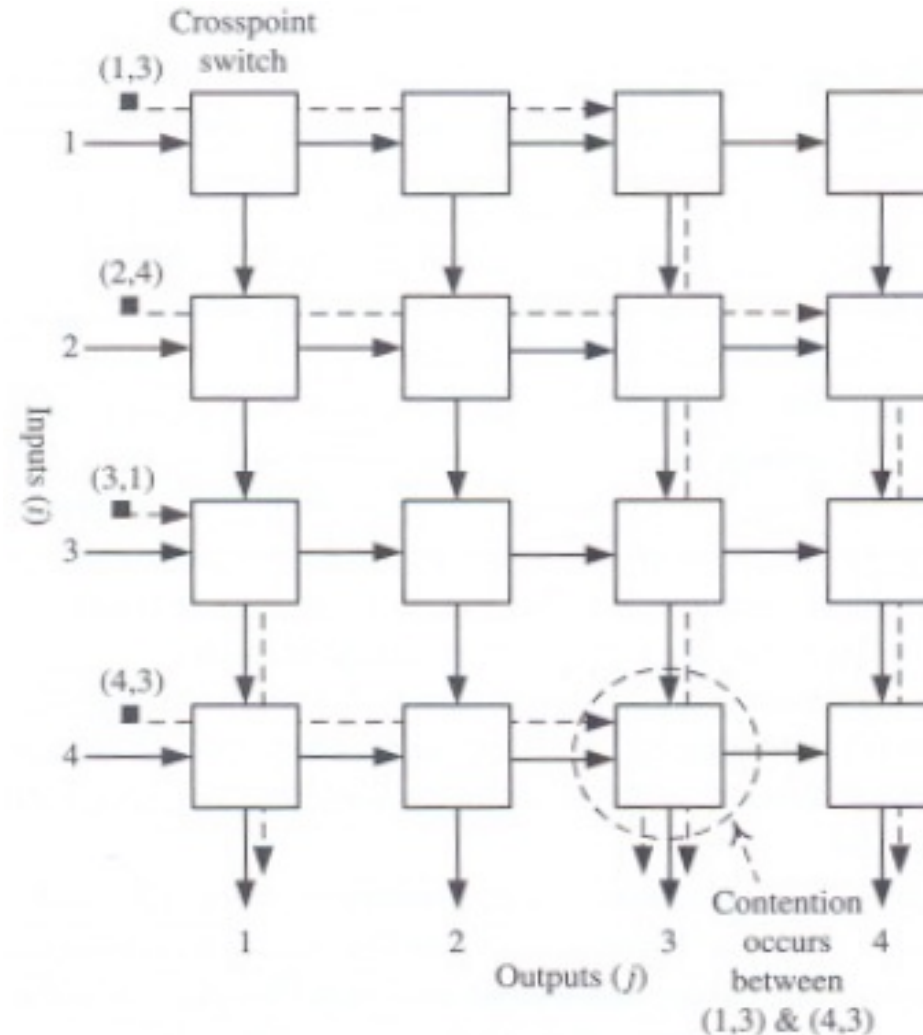 Crosspoint
switch
(1,3)
1
(2,4)
2
Inputs (i)
(3,1)
3
(4,3)
4
1
2
3
4
Outputs (j)
Contention
occurs
between
(1,3) & (4,3)